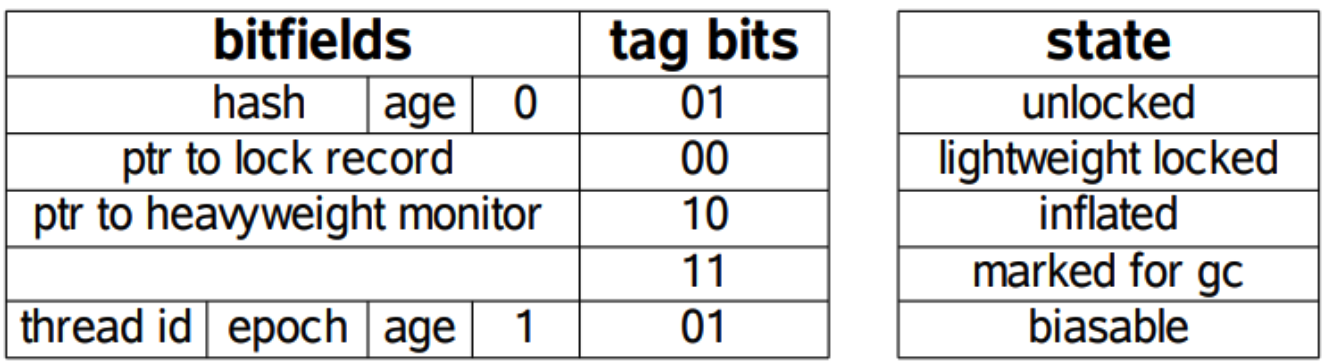 bitfields tag bits state
hash age 0 01 unlocked
ptr to lock record 00 lightweight locked
ptr to heavyweight monitor 10 inflated
11 marked for gc
thread id epoch age 1 01 biasable